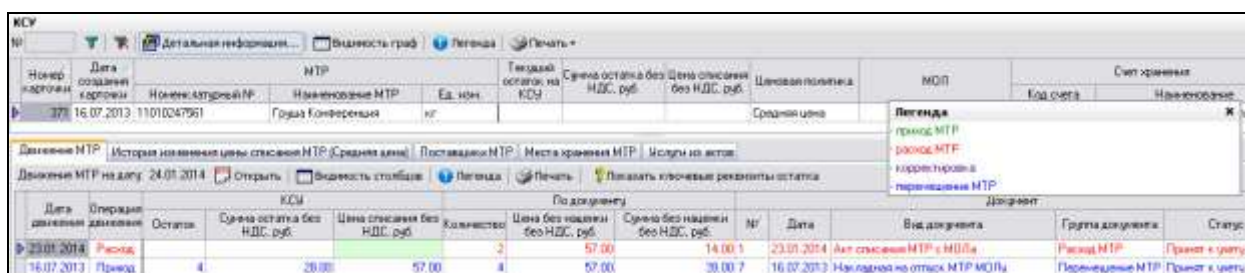 КСУ
№ Детальная информация... Видимость граф Легенда Печать
Номер карточки Дата создания карточки МТР Текущий остаток на КСУ Сумма остатка без НДС, руб. Цена списания без НДС, руб. Ценовая политика МОЛ Счет хранения
Номенклатурный № Наименование МТР Ед. изм. Код счета Наименование
371 16.07.2013 11010247561 Груша Конференция кг Средняя цена
Легенда
- приход МТР
- расход МТР
- корректировка
- перемещение МТР
Движение МТР История изменения цены списания МТР (Средняя цена) Поставщики МТР Места хранения МТР Услуги из актов
Движение МТР на дату: 24.01.2014 Открыть Видимость столбцов Легенда Печать Показать ключевые реквизиты остатка
Дата движения Операция движения КСУ По документу Документ
Остаток Сумма остатка без НДС, руб. Цена списания без НДС, руб. Количество Цена без наценки без НДС, руб. Сумма без наценки без НДС, руб. № Дата Вид документа Группа документа Статус
23.01.2014 Расход 2 57.00 14.00 1 23.01.2014 Акт списания МТР с МОЛа Расход МТР Принят к учету
16.07.2013 Приход 4 28.00 57.00 4 57.00 39.00 7 16.07.2013 Накладная на отпуск МТР МОЛу Перемещение МТР Принят к учету